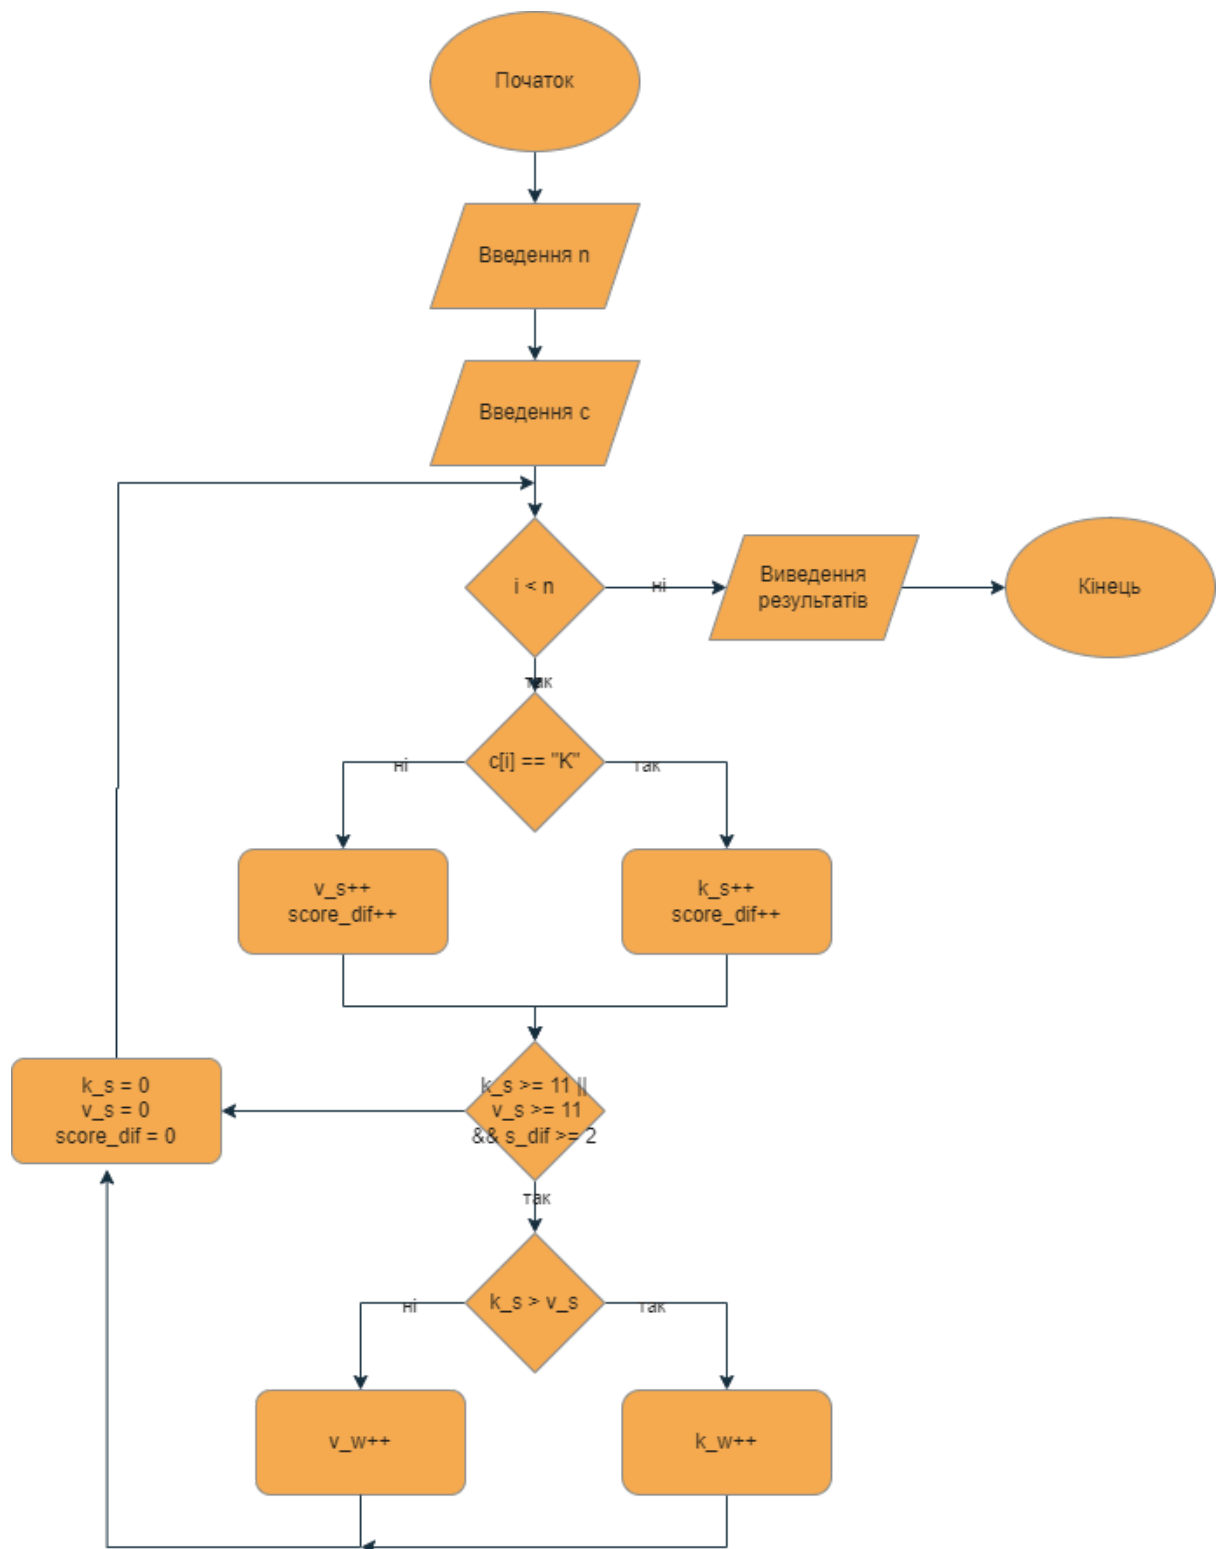 Початок
Введення n
Введення c
i < n
ні
Виведення
результатів
Кінець
так
c[i] == "K"
ні
так
v_s++
score_dif++
k_s++
score_dif++
k_s >= 11 ||
v_s >= 11
&& s_dif >= 2
k_s = 0
v_s = 0
score_dif = 0
так
k_s > v_s
ні
так
v_w++
k_w++